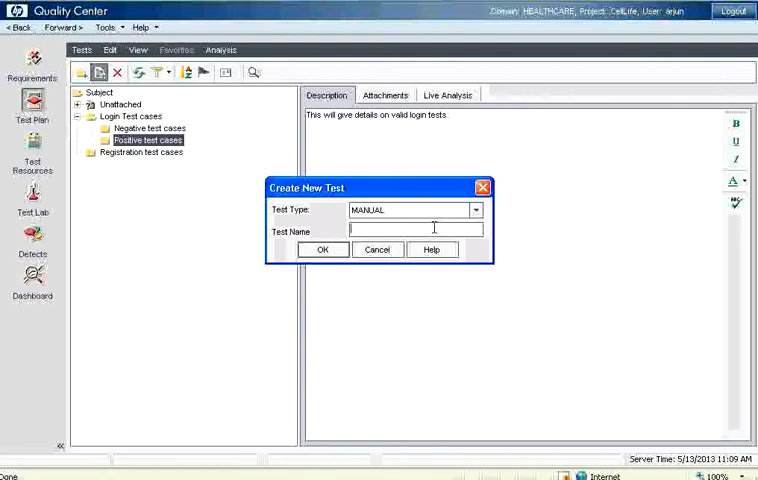 hp Quality Center
Domain: HEALTHCARE, Project: CelLife, User: arjun
Logout
< Back Forward > Tools Help
Tests Edit View Favorites Analysis
Requirements
Test Plan
Test Resources
Test Lab
Defects
Dashboard
Subject
Unattached
Login Test cases
Negative test cases
Positive test cases
Registration test cases
Description Attachments Live Analysis
This will give details on valid login tests.
B
U
I
A
ABC
Create New Test
Test Type: MANUAL
Test Name
OK Cancel Help
Server Time: 5/13/2013 11:09 AM
Done
Internet
100%